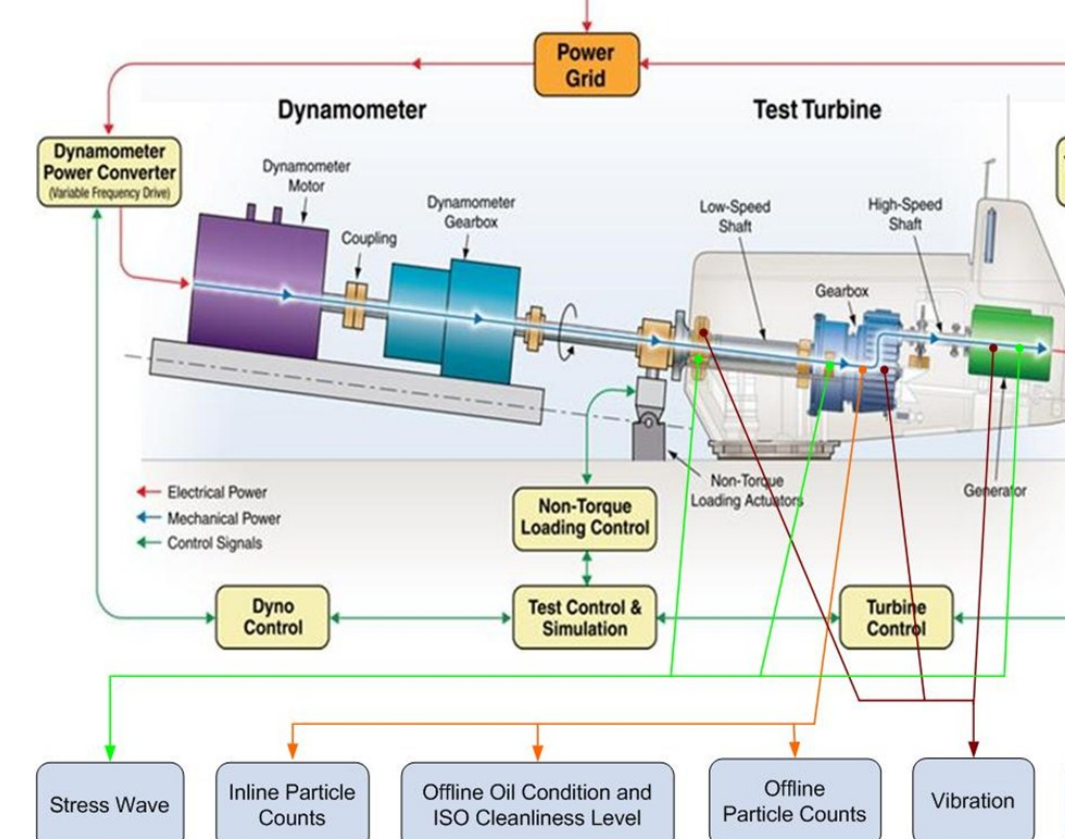 Power
Grid
Dynamometer
Test Turbine
Dynamometer
Power Converter
(Variable Frequency Drive)
Dynamometer
Motor
Coupling
Dynamometer
Gearbox
Low-Speed
Shaft
High-Speed
Shaft
Gearbox
Electrical Power
Mechanical Power
Control Signals
Non-Torque
Loading Actuators
Generator
Non-Torque
Loading Control
Dyno
Control
Test Control &
Simulation
Turbine
Control
Stress Wave
Inline Particle
Counts
Offline Oil Condition and
ISO Cleanliness Level
Offline
Particle Counts
Vibration